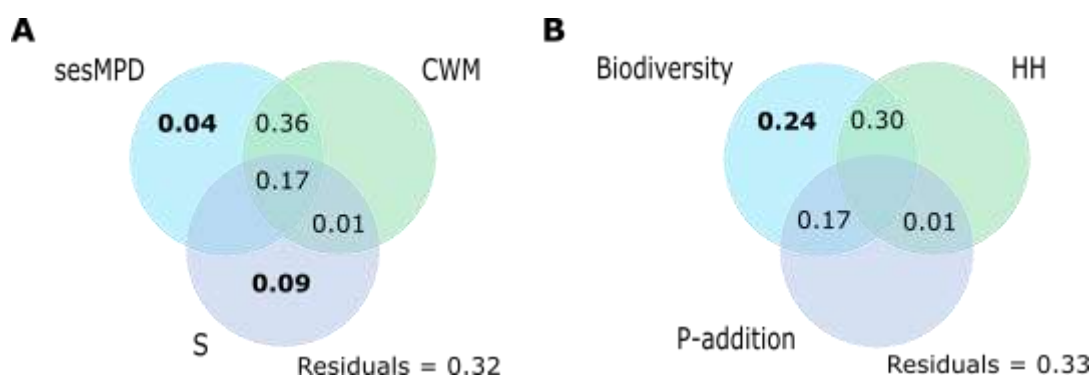 A
sesMPD
CWM
0.04
0.36
0.17
0.01
0.09
S
Residuals = 0.32
B
Biodiversity
HH
0.24
0.30
0.17
0.01
P-addition
Residuals = 0.33